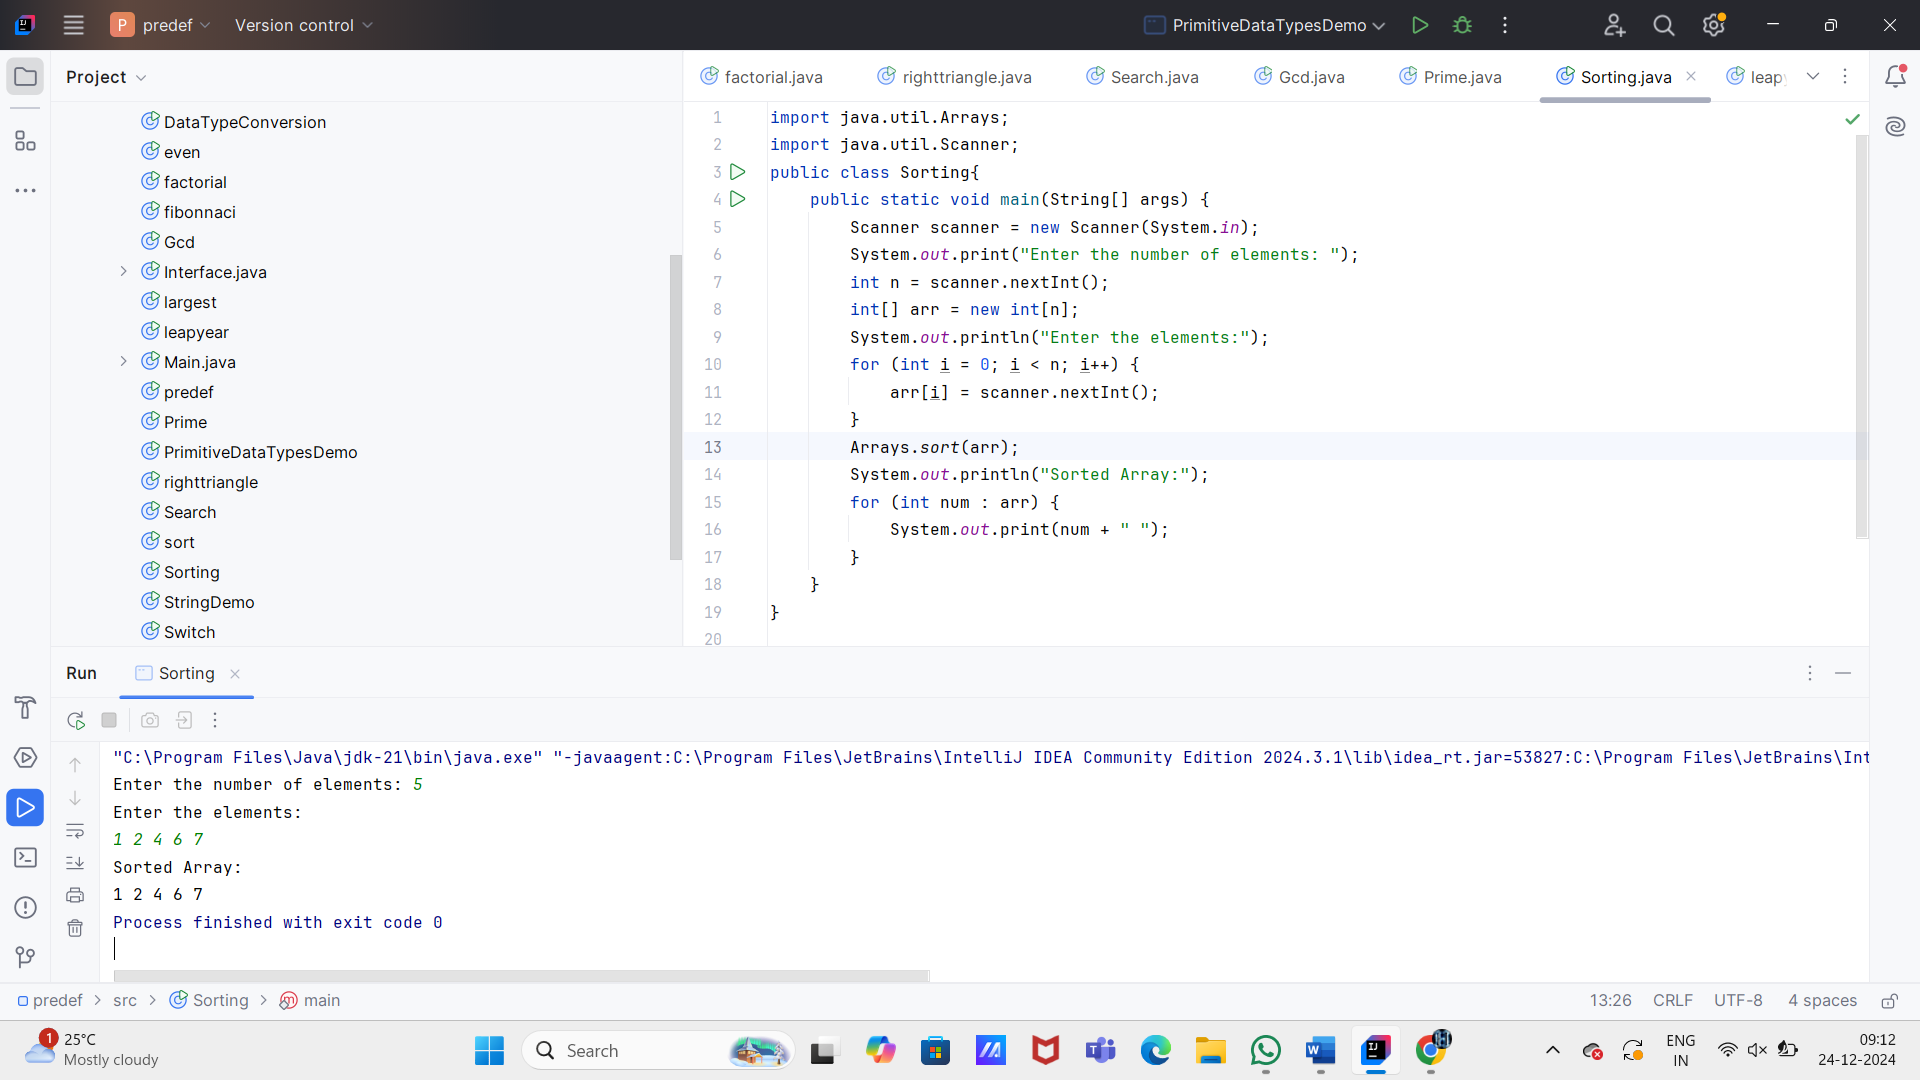 P predef Version control PrimitiveDataTypesDemo
Project
factorial.java righttriangle.java Search.java Gcd.java Prime.java Sorting.java
DataTypeConversion
even
factorial
fibonnaci
Gcd
Interface.java
largest
leapyear
Main.java
predef
Prime
PrimitiveDataTypesDemo
righttriangle
Search
sort
Sorting
StringDemo
Switch
1 import java.util.Arrays;
2 import java.util.Scanner;
3 public class Sorting{
4 public static void main(String[] args) {
5 Scanner scanner = new Scanner(System.in);
6 System.out.print("Enter the number of elements: ");
7 int n = scanner.nextInt();
8 int[] arr = new int[n];
9 System.out.println("Enter the elements:");
10 for (int i = 0; i < n; i++) {
11 arr[i] = scanner.nextInt();
12 }
13 Arrays.sort(arr);
14 System.out.println("Sorted Array:");
15 for (int num : arr) {
16 System.out.print(num + " ");
17 }
18 }
19 }
20
Run Sorting
"C:\Program Files\Java\jdk-21\bin\java.exe" "-javaagent:C:\Program Files\JetBrains\IntelliJ IDEA Community Edition 2024.3.1\lib\idea_rt.jar=53827:C:\Program Files\JetBrains\Int
Enter the number of elements: 5
Enter the elements:
1 2 4 6 7
Sorted Array:
1 2 4 6 7
Process finished with exit code 0
predef > src > Sorting > main 13:26 CRLF UTF-8 4 spaces
1 25°C
Mostly cloudy
Search
ENG
IN
09:12
24-12-2024